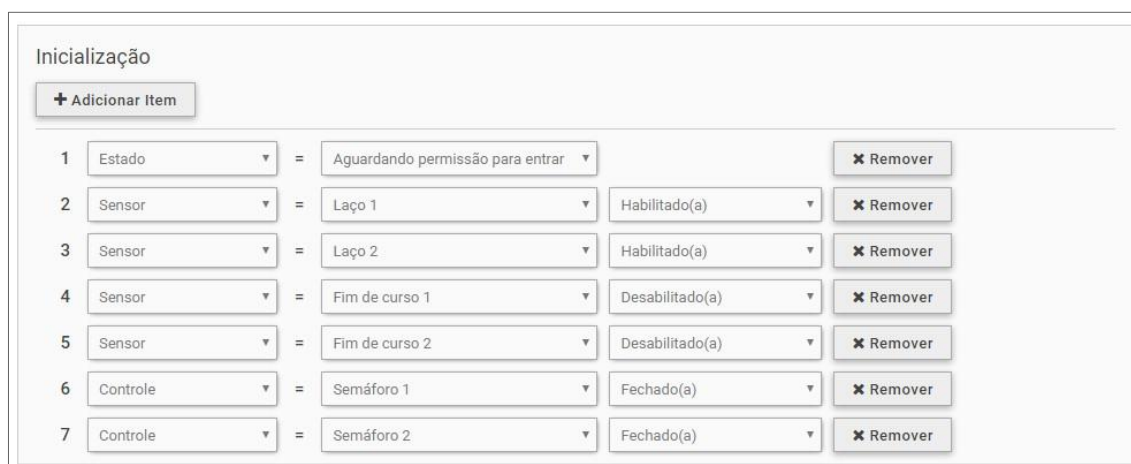 Inicialização
+ Adicionar Item
1 Estado = Aguardando permissão para entrar ✖ Remover
2 Sensor = Laço 1 Habilitado(a) ✖ Remover
3 Sensor = Laço 2 Habilitado(a) ✖ Remover
4 Sensor = Fim de curso 1 Desabilitado(a) ✖ Remover
5 Sensor = Fim de curso 2 Desabilitado(a) ✖ Remover
6 Controle = Semáforo 1 Fechado(a) ✖ Remover
7 Controle = Semáforo 2 Fechado(a) ✖ Remover